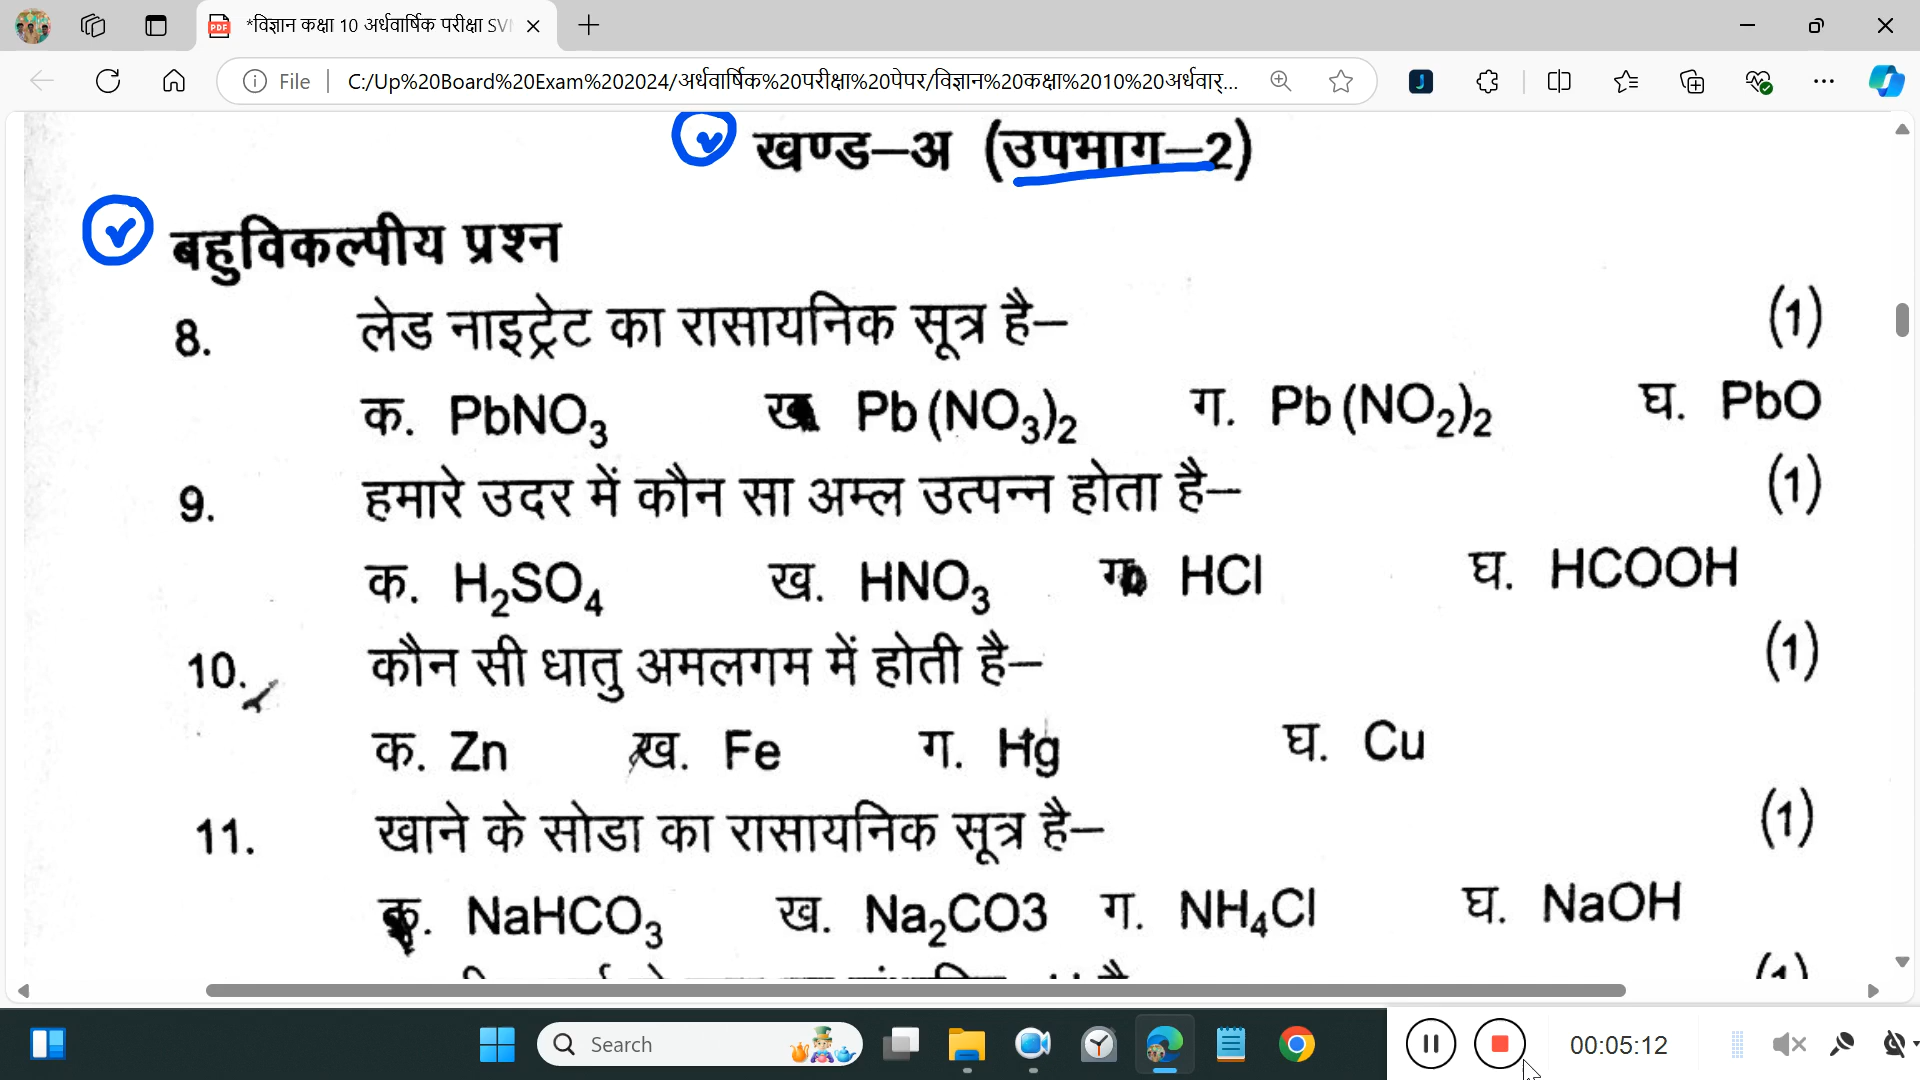 *विज्ञान कक्षा 10 अर्धवार्षिक परीक्षा SV
File
C:/Up%20Board%20Exam%202024/अर्धवार्षिक%20परीक्षा%20पेपर/विज्ञान%20कक्षा%2010%20अर्धवार्...
खण्ड–अ (उपभाग–2)
बहुविकल्पीय प्रश्न
8. लेड नाइट्रेट का रासायनिक सूत्र है– (1)
क. PbNO₃ ख. Pb(NO₃)₂ ग. Pb(NO₂)₂ घ. PbO
9. हमारे उदर में कौन सा अम्ल उत्पन्न होता है– (1)
क. H₂SO₄ ख. HNO₃ ग. HCl घ. HCOOH
10. कौन सी धातु अमलगम में होती है– (1)
क. Zn ख. Fe ग. Hg घ. Cu
11. खाने के सोडा का रासायनिक सूत्र है– (1)
क. NaHCO₃ ख. Na₂CO3 ग. NH₄Cl घ. NaOH
Search
00:05:12